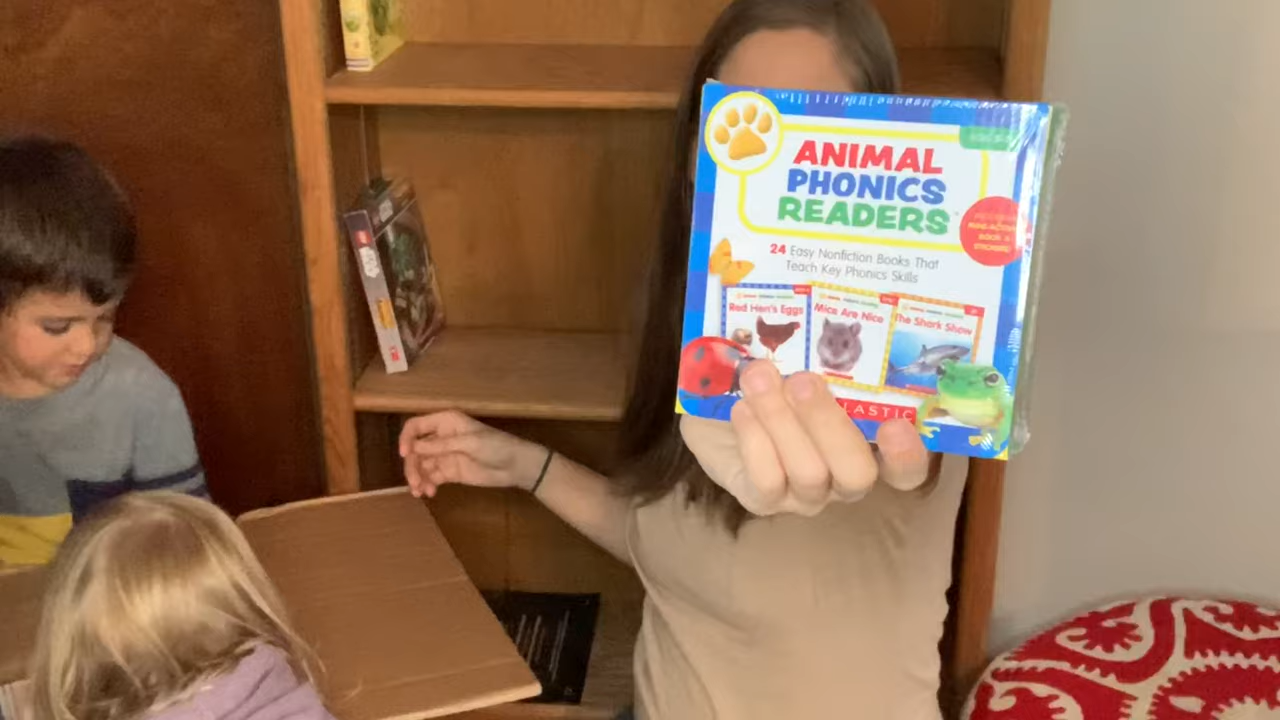 ANIMAL
PHONICS
READERS™
24 Easy Nonfiction Books That
Teach Key Phonics Skills
Red Hen's Eggs
Mice Are Nice
The Shark Show
LASTIC